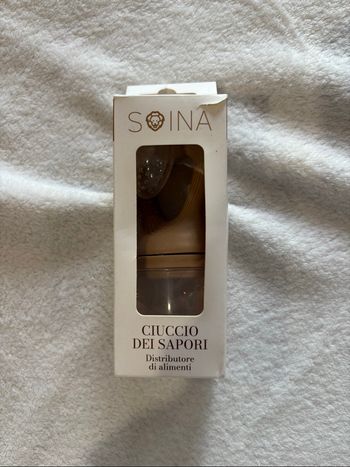 SOINA
CIUCCIO
DEI SAPORI
Distributore
di alimenti